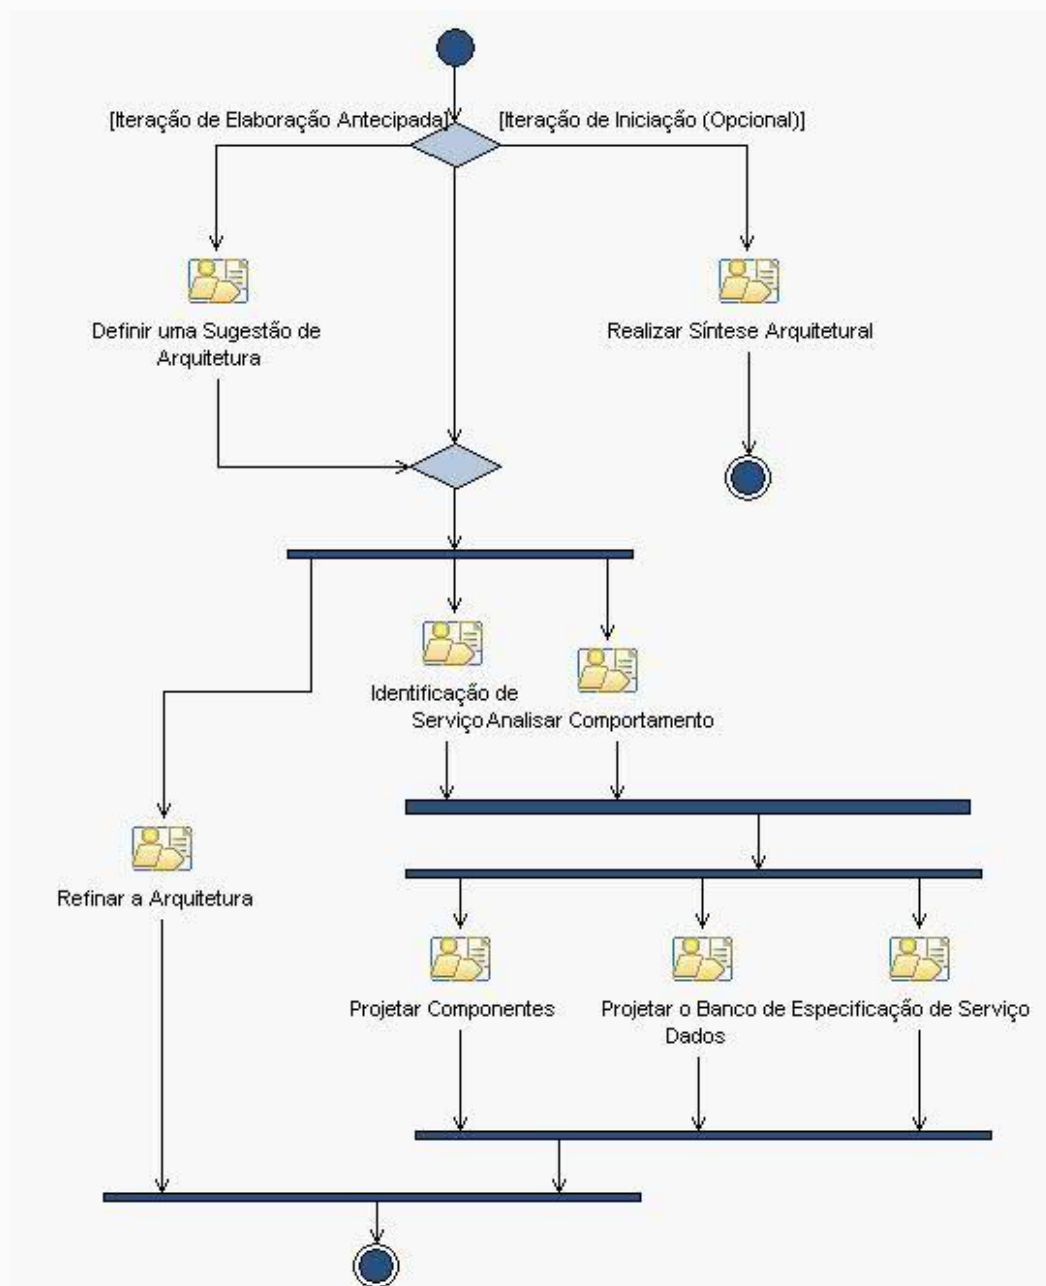 [Iteração de Elaboração Antecipada]
[Iteração de Iniciação (Opcional)]
Definir uma Sugestão de
Arquitetura
Realizar Síntese Arquitetural
Identificação de
Serviço
Analisar Comportamento
Refinar a Arquitetura
Projetar Componentes
Projetar o Banco de
Dados
Especificação de Serviço